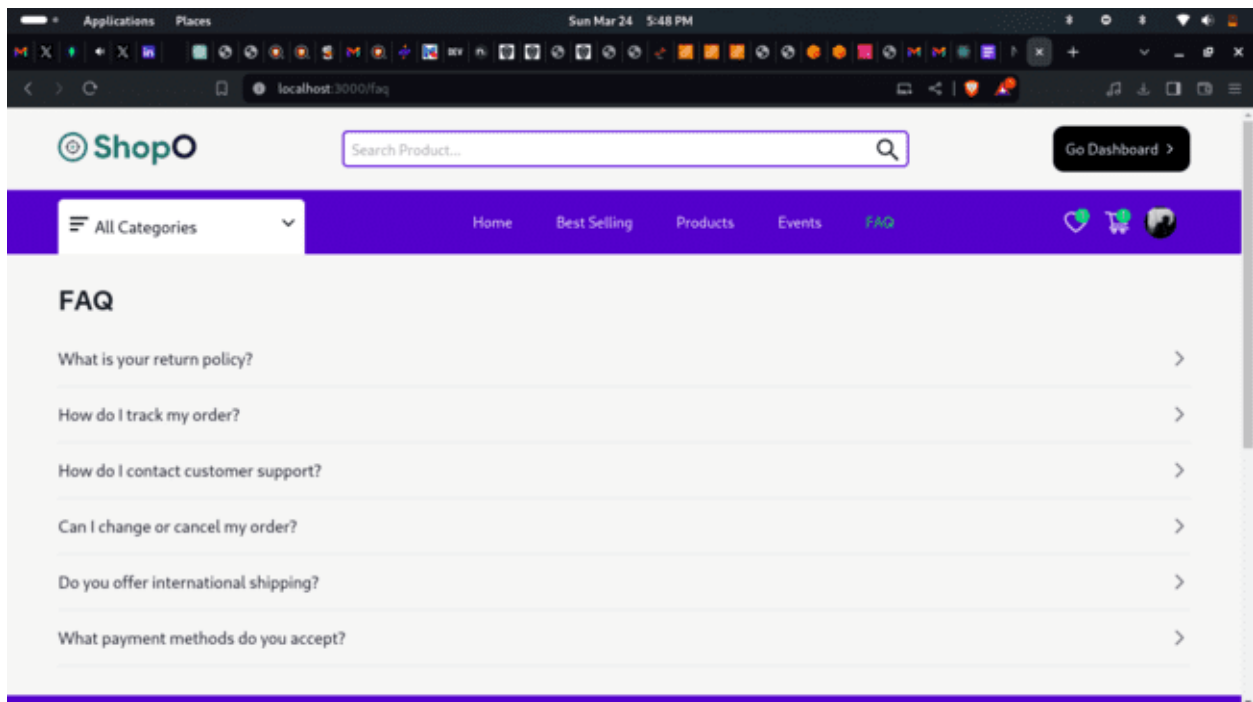 Applications Places Sun Mar 24 5:48 PM
localhost:3000/faq
ShopO
Search Product...
Go Dashboard >
All Categories
Home Best Selling Products Events FAQ
FAQ
What is your return policy?
How do I track my order?
How do I contact customer support?
Can I change or cancel my order?
Do you offer international shipping?
What payment methods do you accept?